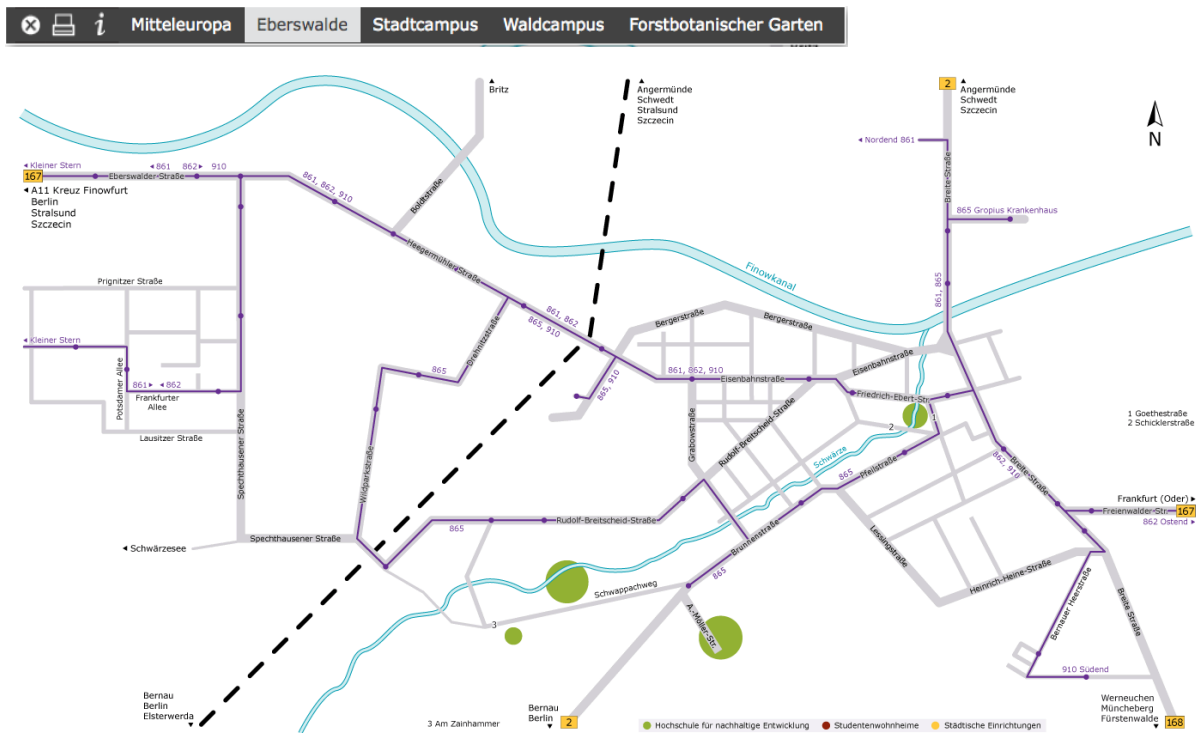 i Mitteleuropa Eberswalde Stadtcampus Waldcampus Forstbotanischer Garten
Britz
Angermünde
Schwedt
Stralsund
Szczecin
2
Angermünde
Schwedt
Szczecin
N
Nordend 861
Kleiner Stern
861 862 910
167
Eberswalder-Straße
A11 Kreuz Finowfurt
Berlin
Stralsund
Szczecin
861, 862, 910
Boldtstraße
Breite-Straße
865 Gropius Krankenhaus
Heegermühler-Straße
Finowkanal
Prignitzer Straße
861, 865
861, 862
865, 910
Bergerstraße
Bergerstraße
Drehnitzstraße
Kleiner Stern
Eisenbahnstraße
865
865, 910
861, 862, 910
Eisenbahnstraße
Potsdamer Allee
861 862
Frankfurter
Allee
Friedrich-Ebert-Str.
1
2
1 Goethestraße
2 Schicklerstraße
Lausitzer Straße
Spechthausener Straße
Wildparkstraße
Grabowstraße
Rudolf-Breitscheid-Straße
Schwärze
865
Pfeilstraße
862, 910
Breite-Straße
Frankfurt (Oder)
Freienwalder-Str.
167
862 Ostend
865
Rudolf-Breitscheid-Straße
Spechthausener Straße
Schwärzesee
Brunnenstraße
865
Lessingstraße
Heinrich-Heine-Straße
Schwappachweg
A.-Möller-Str.
3
Bernauer Heerstraße
Breite Straße
910 Südend
Bernau
Berlin
Elsterwerda
3 Am Zainhammer
Bernau
Berlin
2
Werneuchen
Müncheberg
Fürstenwalde
168
Hochschule für nachhaltige Entwicklung Studentenwohnheime Städtische Einrichtungen